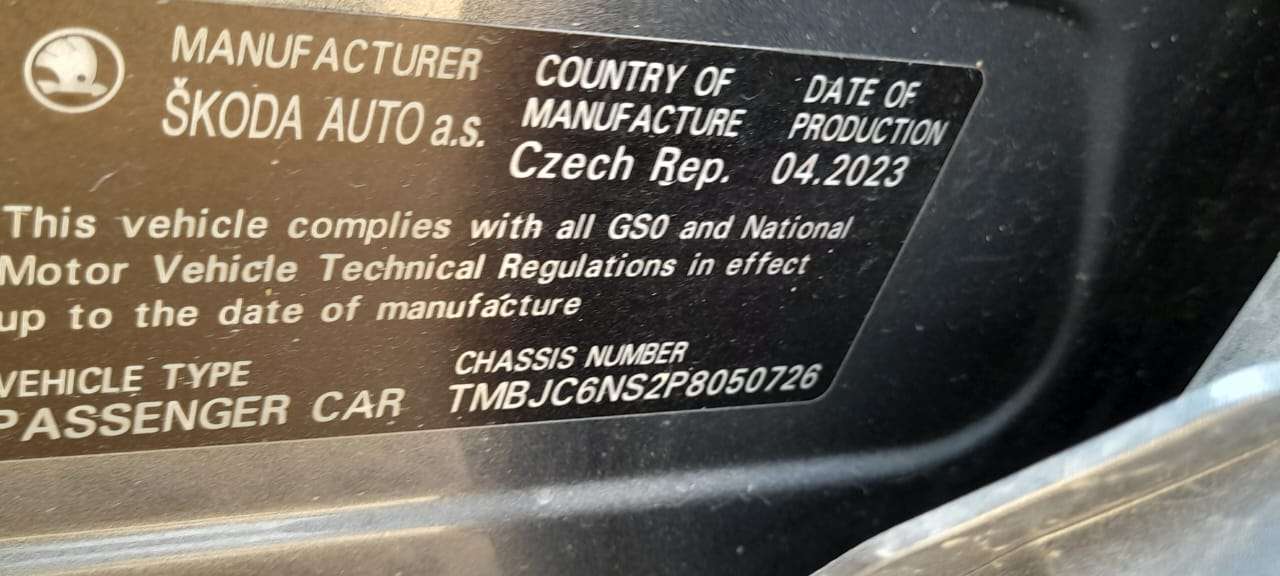 MANUFACTURER
ŠKODA AUTO a.s.
COUNTRY OF
MANUFACTURE
Czech Rep.
DATE OF
PRODUCTION
04.2023
This vehicle complies with all GSO and National
Motor Vehicle Technical Regulations in effect
up to the date of manufacture
VEHICLE TYPE
PASSENGER CAR
CHASSIS NUMBER
TMBJC6NS2P8050726